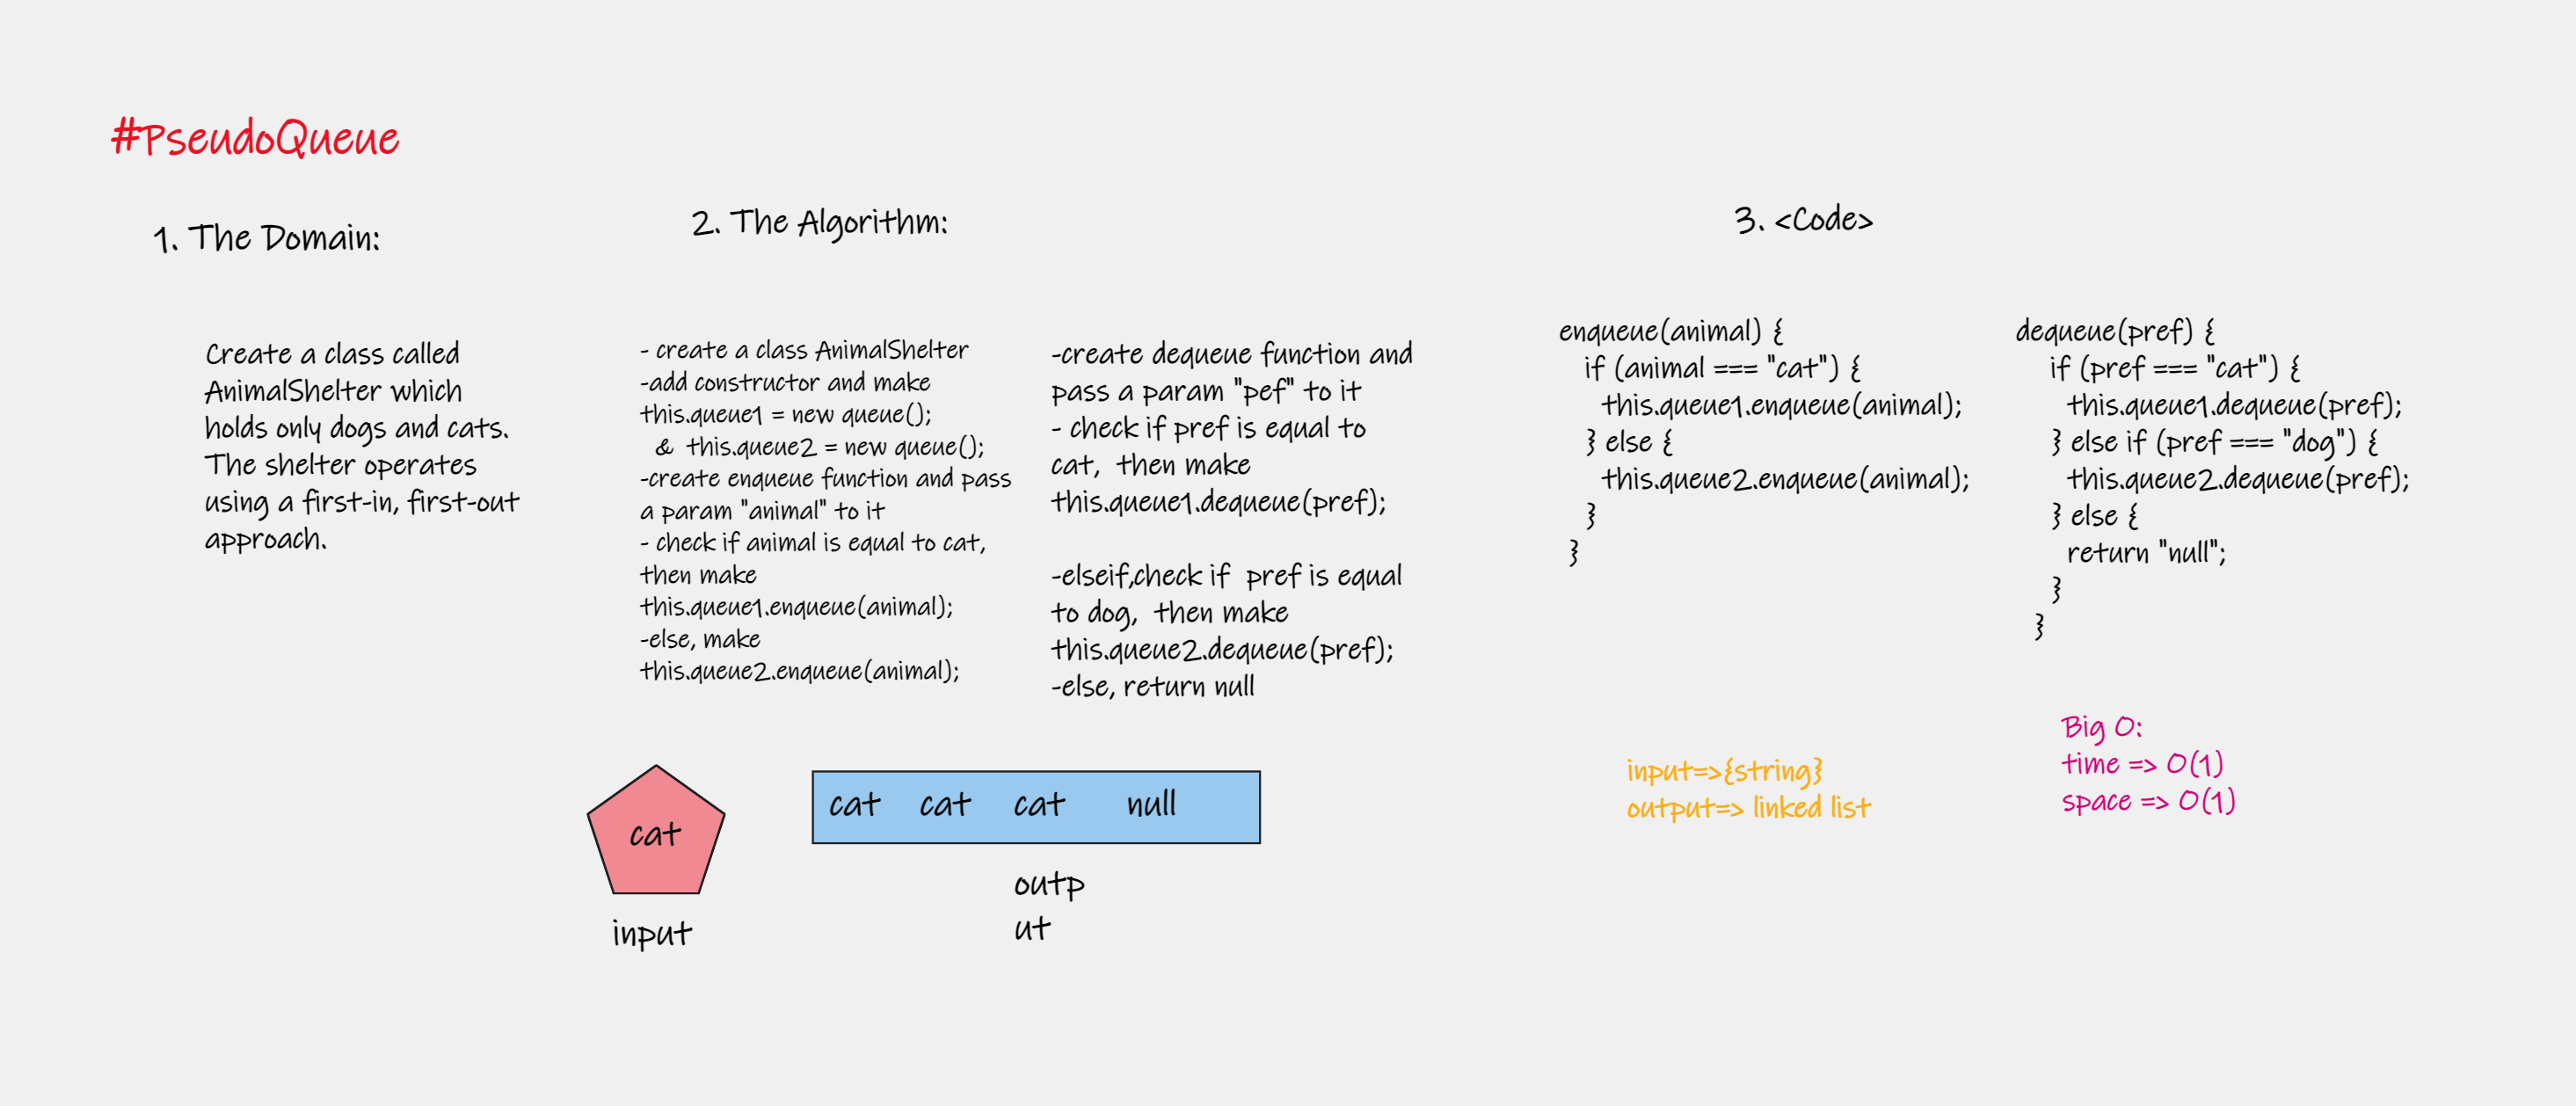 #PseudoQueue
1. The Domain:
Create a class called
AnimalShelter which
holds only dogs and cats.
The shelter operates
using a first-in, first-out
approach.
2. The Algorithm:
- create a class AnimalShelter
-add constructor and make
this.queue1 = new queue();
& this.queue2 = new queue();
-create enqueue function and pass
a param "animal" to it
- check if animal is equal to cat,
then make
this.queue1.enqueue(animal);
-else, make
this.queue2.enqueue(animal);
-create dequeue function and
pass a param "pef" to it
- check if pref is equal to
cat, then make
this.queue1.dequeue(pref);
-elseif,check if pref is equal
to dog, then make
this.queue2.dequeue(pref);
-else, return null
cat
input
cat cat cat null
outp
ut
3. <Code>
enqueue(animal) {
if (animal === "cat") {
this.queue1.enqueue(animal);
} else {
this.queue2.enqueue(animal);
}
}
dequeue(pref) {
if (pref === "cat") {
this.queue1.dequeue(pref);
} else if (pref === "dog") {
this.queue2.dequeue(pref);
} else {
return "null";
}
}
input=>{string}
output=> linked list
Big O:
time => O(1)
space => O(1)